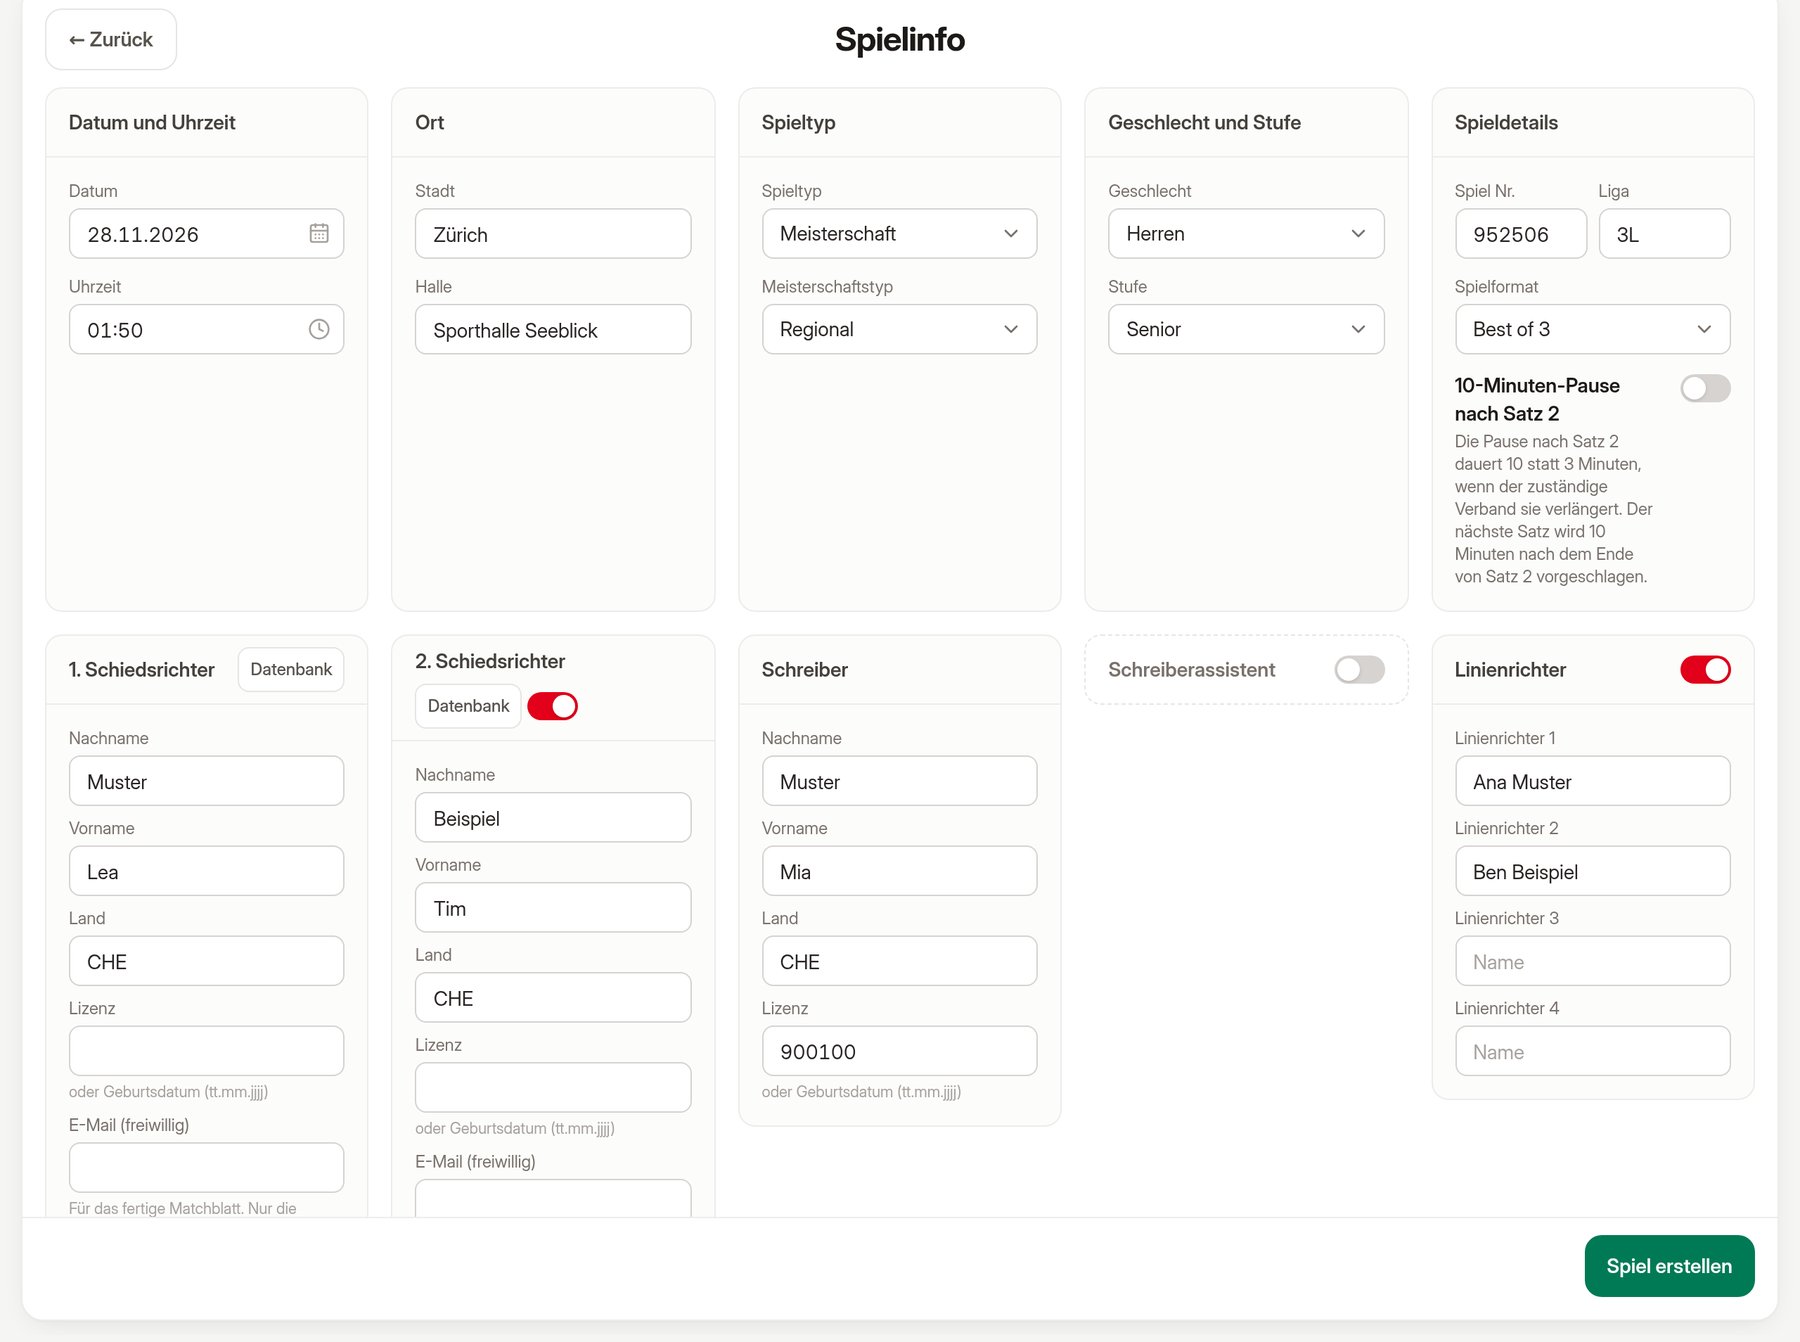 ← Zurück
Spielinfo
Datum und Uhrzeit
Datum
28.11.2026
Uhrzeit
01:50
Ort
Stadt
Zürich
Halle
Sporthalle Seeblick
Spieltyp
Spieltyp
Meisterschaft
Meisterschaftstyp
Regional
Geschlecht und Stufe
Geschlecht
Herren
Stufe
Senior
Spieldetails
Spiel Nr.
Liga
952506
3L
Spielformat
Best of 3
10-Minuten-Pause
nach Satz 2
Die Pause nach Satz 2
dauert 10 statt 3 Minuten,
wenn der zuständige
Verband sie verlängert. Der
nächste Satz wird 10
Minuten nach dem Ende
von Satz 2 vorgeschlagen.
1. Schiedsrichter
Datenbank
Nachname
Muster
Vorname
Lea
Land
CHE
Lizenz
oder Geburtsdatum (tt.mm.jjjj)
E-Mail (freiwillig)
Für das fertige Matchblatt. Nur die
2. Schiedsrichter
Datenbank
Nachname
Beispiel
Vorname
Tim
Land
CHE
Lizenz
oder Geburtsdatum (tt.mm.jjjj)
E-Mail (freiwillig)
Schreiber
Nachname
Muster
Vorname
Mia
Land
CHE
Lizenz
900100
oder Geburtsdatum (tt.mm.jjjj)
Schreiberassistent
Linienrichter
Linienrichter 1
Ana Muster
Linienrichter 2
Ben Beispiel
Linienrichter 3
Name
Linienrichter 4
Name
Spiel erstellen